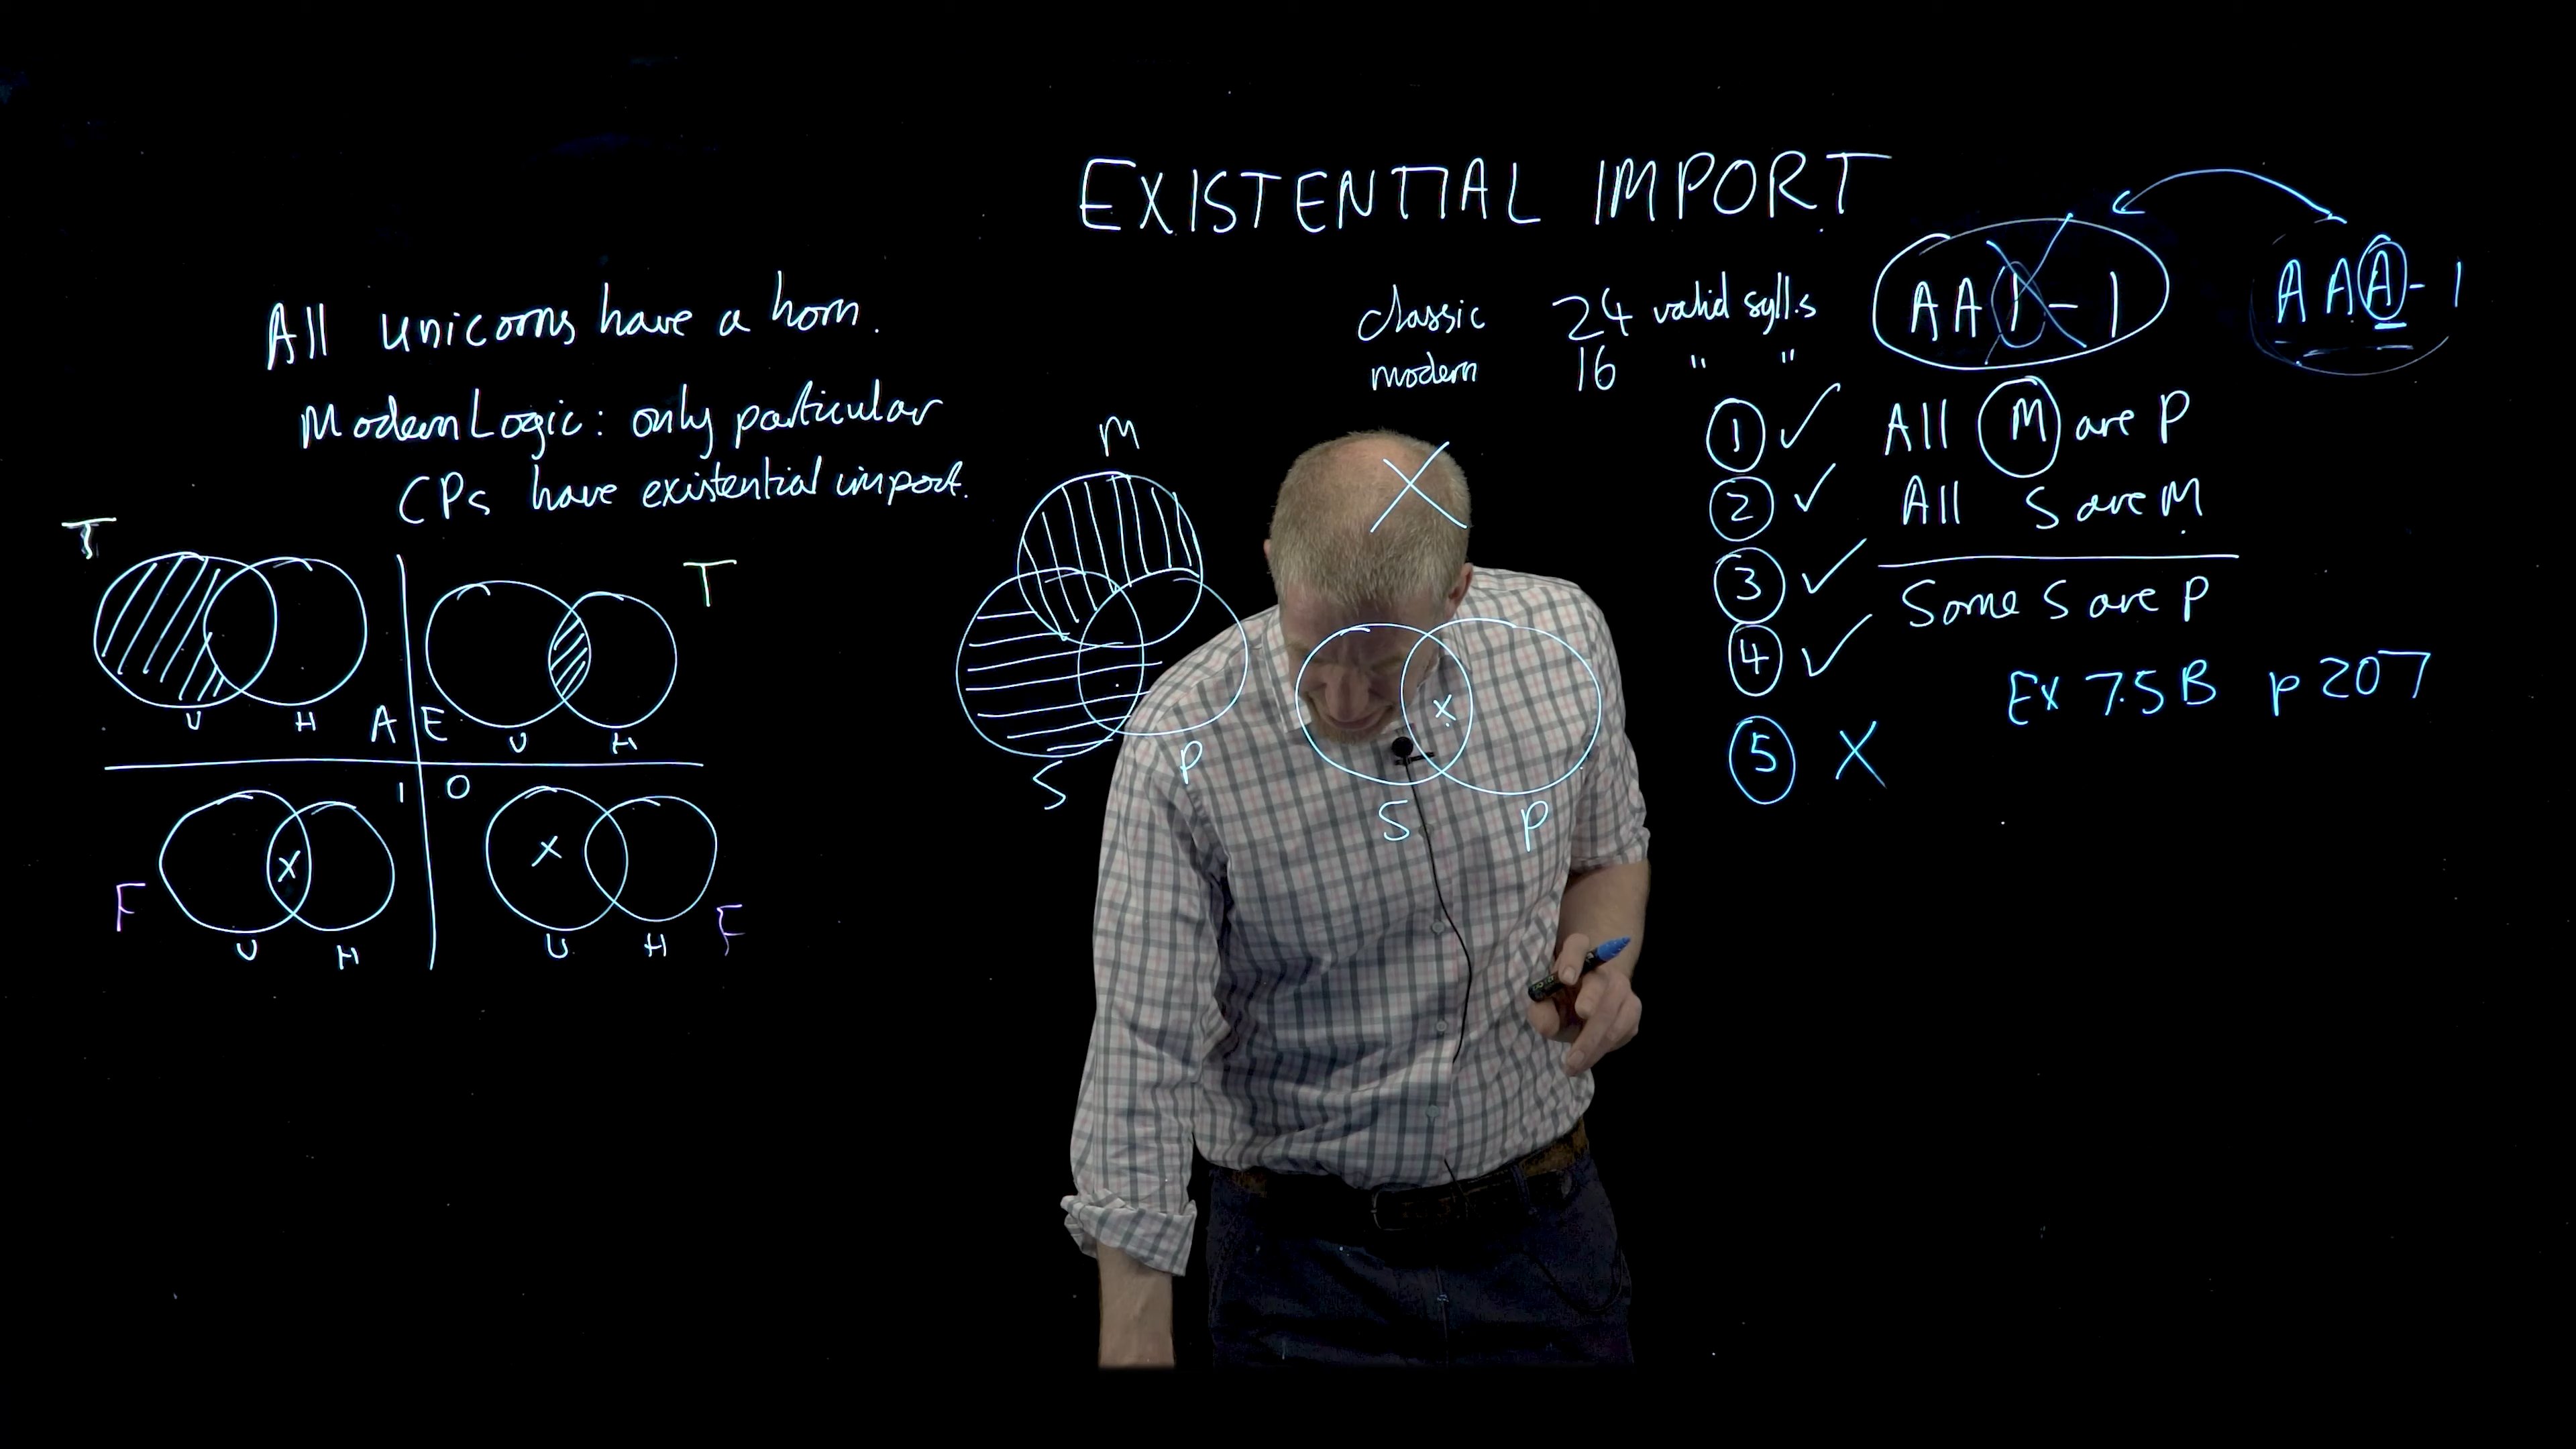 EXISTENTIAL IMPORT
All unicorns have a horn.
Modern Logic: only particular
CPs have existential import.
T
U H A
E U H
T
F
I U H
O U H
F
classic 24 valid sylls
modern 16 " "
M
S P
X
X
S P
AAI-1
AAA-1
1 ✓ All M are P
2 ✓ All S are M
3 ✓ Some S are P
4 ✓
5 X
Ex 7.5B p207